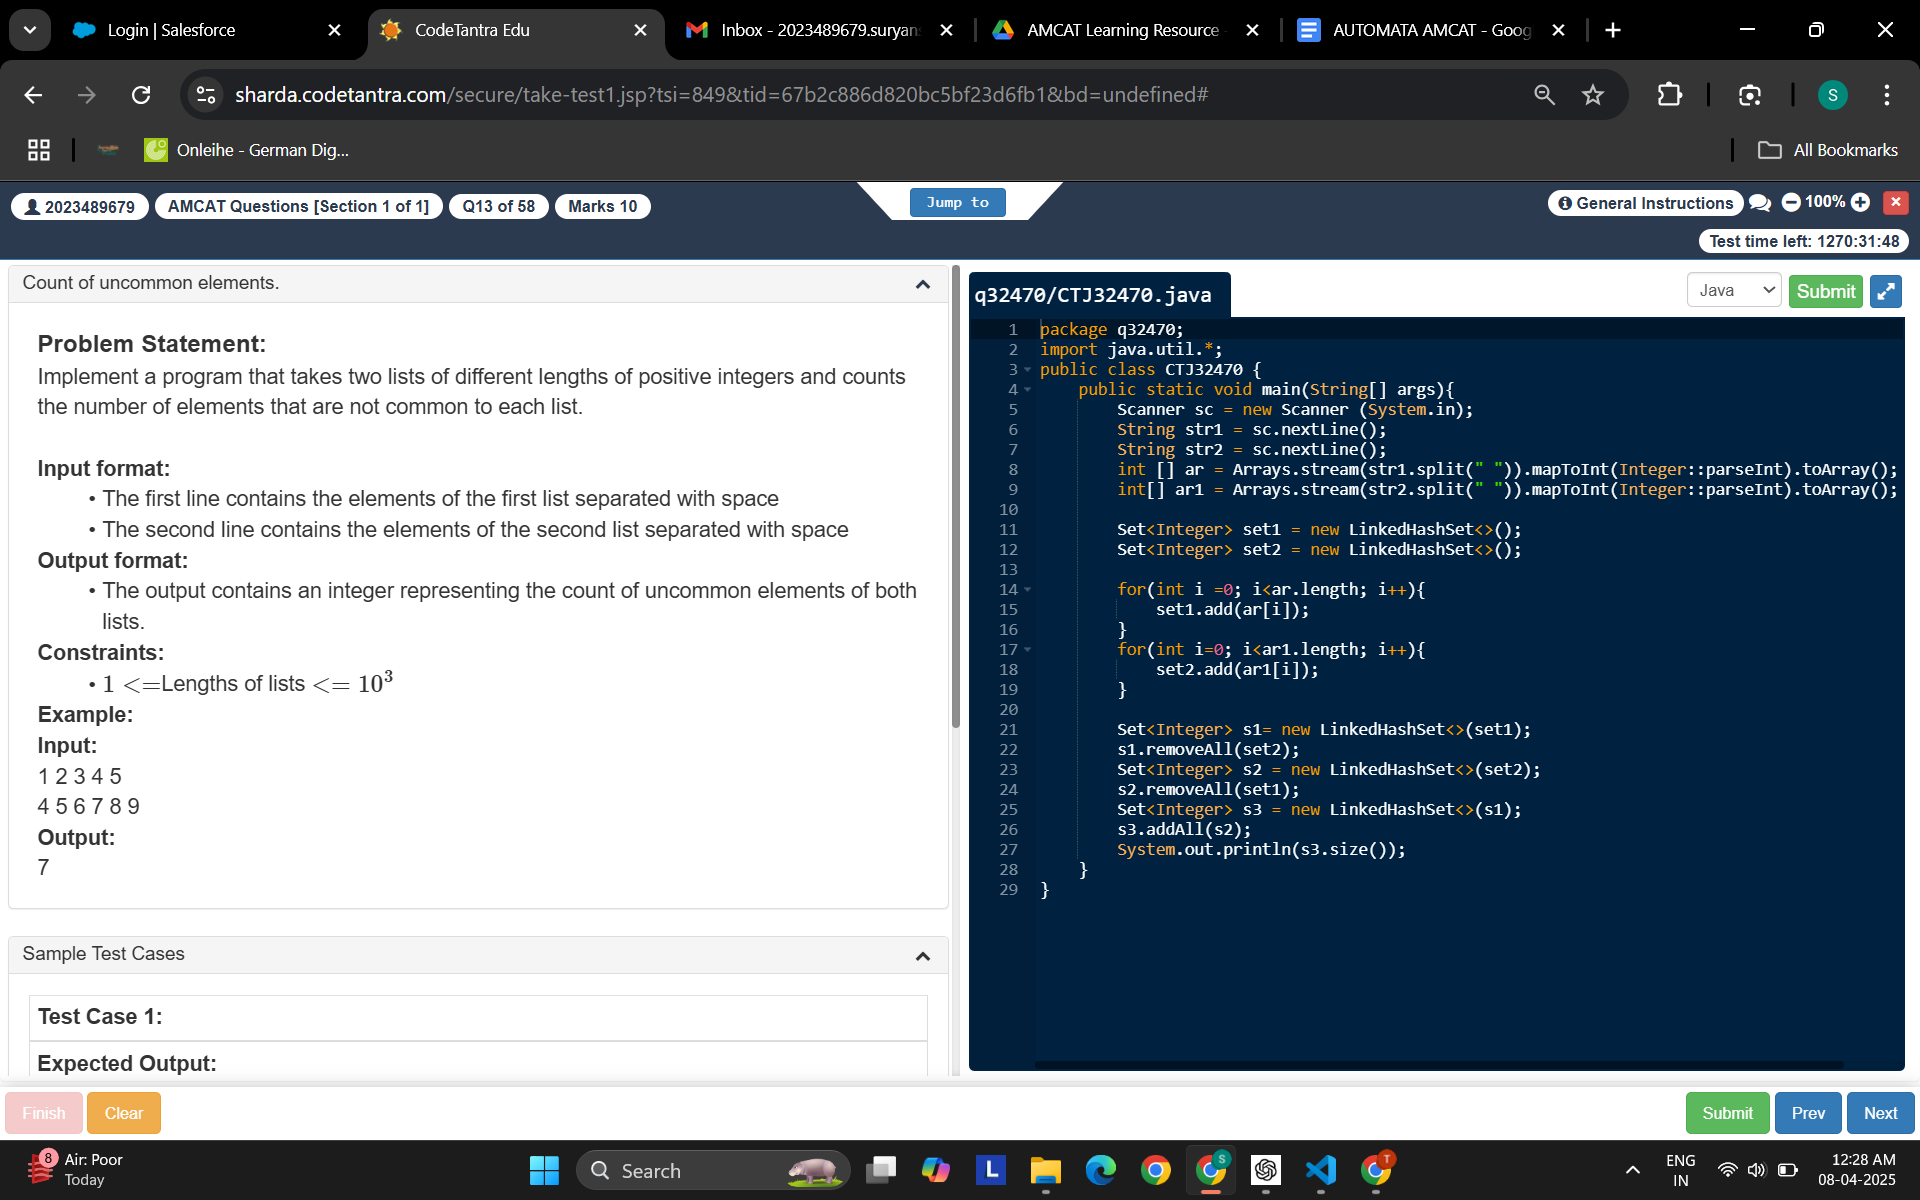 Login | Salesforce
CodeTantra Edu
Inbox - 2023489679.suryan
AMCAT Learning Resource
AUTOMATA AMCAT - Goog
sharda.codetantra.com/secure/take-test1.jsp?tsi=849&tid=67b2c886d820bc5bf23d6fb1&bd=undefined#
S
Onleihe - German Dig...
All Bookmarks
2023489679
AMCAT Questions [Section 1 of 1]
Q13 of 58
Marks 10
Jump to
General Instructions
100%
Test time left: 1270:31:48
Count of uncommon elements.
Problem Statement:
Implement a program that takes two lists of different lengths of positive integers and counts
the number of elements that are not common to each list.
Input format:
• The first line contains the elements of the first list separated with space
• The second line contains the elements of the second list separated with space
Output format:
• The output contains an integer representing the count of uncommon elements of both
lists.
Constraints:
• 1 <=Lengths of lists <= 10³
Example:
Input:
1 2 3 4 5
4 5 6 7 8 9
Output:
7
Sample Test Cases
Test Case 1:
Expected Output:
q32470/CTJ32470.java
Java
Submit
1 package q32470;
2 import java.util.*;
3 public class CTJ32470 {
4 public static void main(String[] args){
5 Scanner sc = new Scanner (System.in);
6 String str1 = sc.nextLine();
7 String str2 = sc.nextLine();
8 int [] ar = Arrays.stream(str1.split(" ")).mapToInt(Integer::parseInt).toArray();
9 int[] ar1 = Arrays.stream(str2.split(" ")).mapToInt(Integer::parseInt).toArray();
10
11 Set<Integer> set1 = new LinkedHashSet<>();
12 Set<Integer> set2 = new LinkedHashSet<>();
13
14 for(int i =0; i<ar.length; i++){
15 set1.add(ar[i]);
16 }
17 for(int i=0; i<ar1.length; i++){
18 set2.add(ar1[i]);
19 }
20
21 Set<Integer> s1= new LinkedHashSet<>(set1);
22 s1.removeAll(set2);
23 Set<Integer> s2 = new LinkedHashSet<>(set2);
24 s2.removeAll(set1);
25 Set<Integer> s3 = new LinkedHashSet<>(s1);
26 s3.addAll(s2);
27 System.out.println(s3.size());
28 }
29 }
Finish
Clear
Submit
Prev
Next
8
Air: Poor
Today
Search
L
S
T
ENG
IN
12:28 AM
08-04-2025